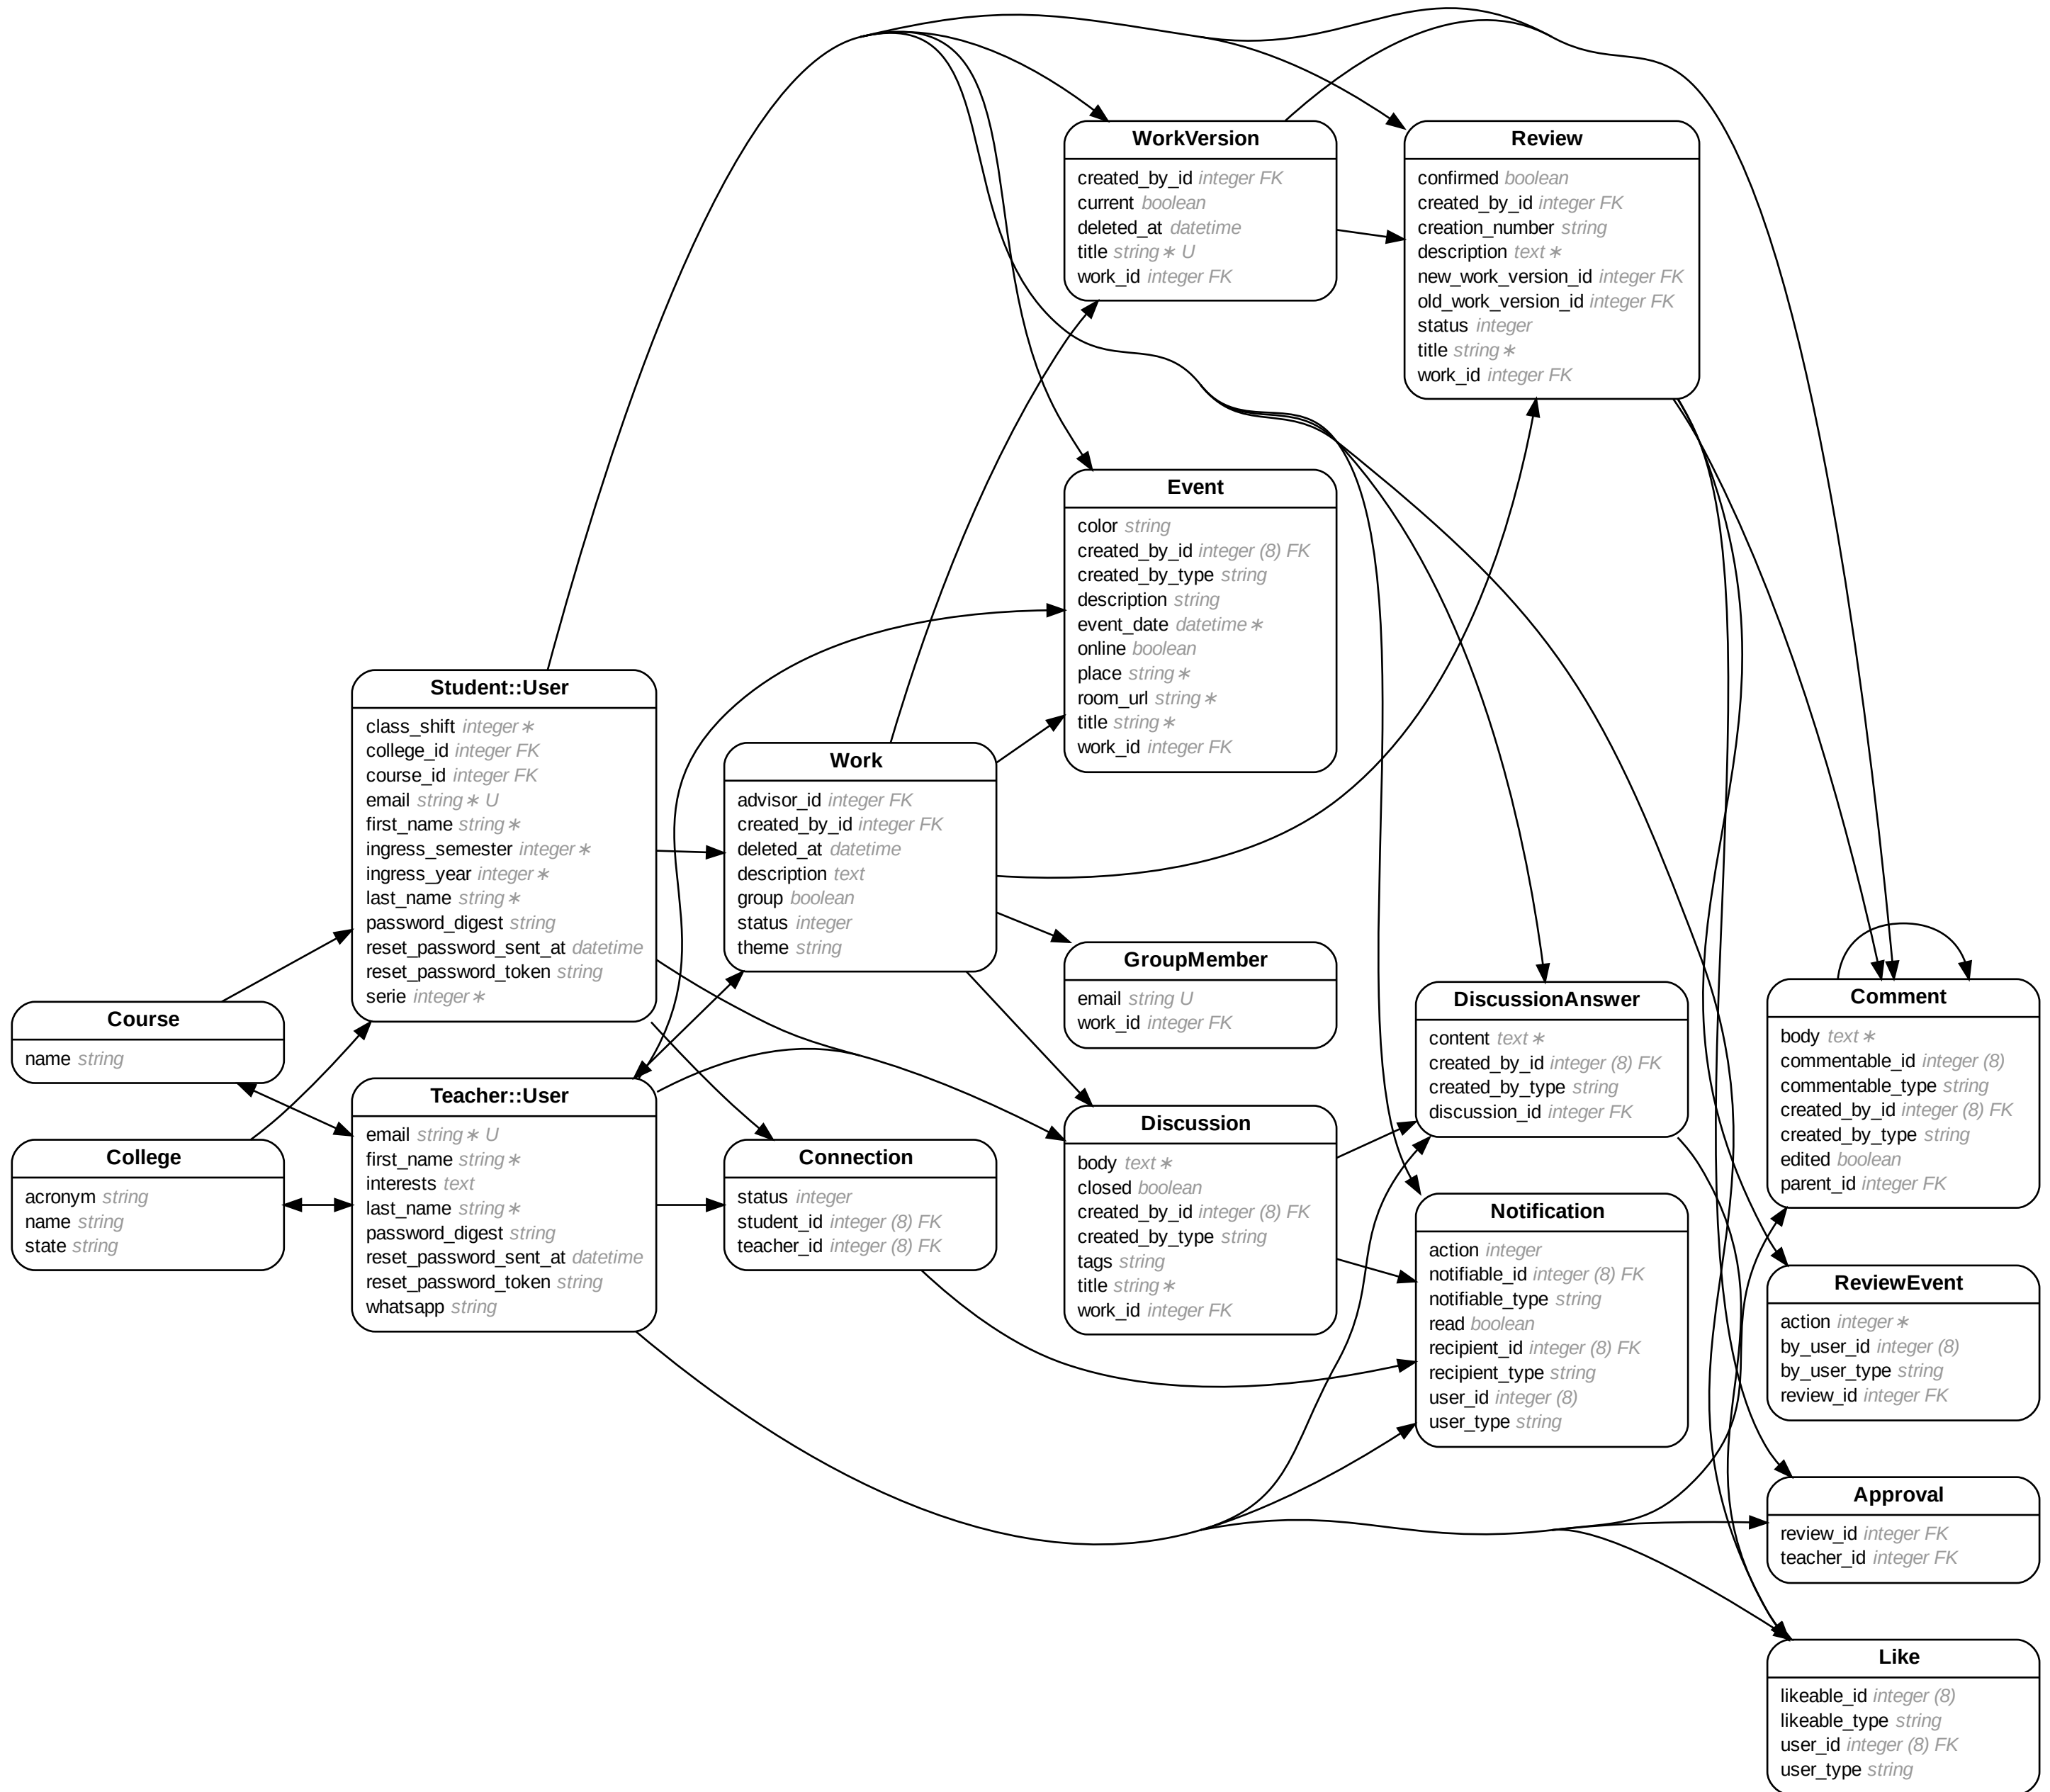 WorkVersion
created_by_id integer FK
current boolean
deleted_at datetime
title string∗ U
work_id integer FK
Review
confirmed boolean
created_by_id integer FK
creation_number string
description text∗
new_work_version_id integer FK
old_work_version_id integer FK
status integer
title string∗
work_id integer FK
Event
color string
created_by_id integer (8) FK
created_by_type string
description string
event_date datetime∗
online boolean
place string∗
room_url string∗
title string∗
work_id integer FK
Student::User
class_shift integer∗
college_id integer FK
course_id integer FK
email string∗ U
first_name string∗
ingress_semester integer∗
ingress_year integer∗
last_name string∗
password_digest string
reset_password_sent_at datetime
reset_password_token string
serie integer∗
Work
advisor_id integer FK
created_by_id integer FK
deleted_at datetime
description text
group boolean
status integer
theme string
GroupMember
email string U
work_id integer FK
DiscussionAnswer
content text∗
created_by_id integer (8) FK
created_by_type string
discussion_id integer FK
Comment
body text∗
commentable_id integer (8)
commentable_type string
created_by_id integer (8) FK
created_by_type string
edited boolean
parent_id integer FK
Course
name string
College
acronym string
name string
state string
Teacher::User
email string∗ U
first_name string∗
interests text
last_name string∗
password_digest string
reset_password_sent_at datetime
reset_password_token string
whatsapp string
Connection
status integer
student_id integer (8) FK
teacher_id integer (8) FK
Discussion
body text∗
closed boolean
created_by_id integer (8) FK
created_by_type string
tags string
title string∗
work_id integer FK
Notification
action integer
notifiable_id integer (8) FK
notifiable_type string
read boolean
recipient_id integer (8) FK
recipient_type string
user_id integer (8)
user_type string
ReviewEvent
action integer∗
by_user_id integer (8)
by_user_type string
review_id integer FK
Approval
review_id integer FK
teacher_id integer FK
Like
likeable_id integer (8)
likeable_type string
user_id integer (8) FK
user_type string